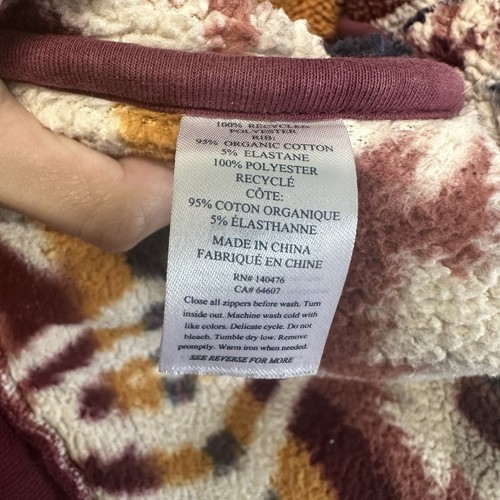 100% RECYCLED
POLYESTER
RIB:
95% ORGANIC COTTON
5% ELASTANE
100% POLYESTER
RECYCLÉ
CÔTE:
95% COTON ORGANIQUE
5% ÉLASTHANNE
MADE IN CHINA
FABRIQUÉ EN CHINE
RN# 140476
CA# 64607
Close all zippers before wash. Turn
inside out. Machine wash cold with
like colors. Delicate cycle. Do not
bleach. Tumble dry low. Remove
promptly. Warm iron when needed.
SEE REVERSE FOR MORE